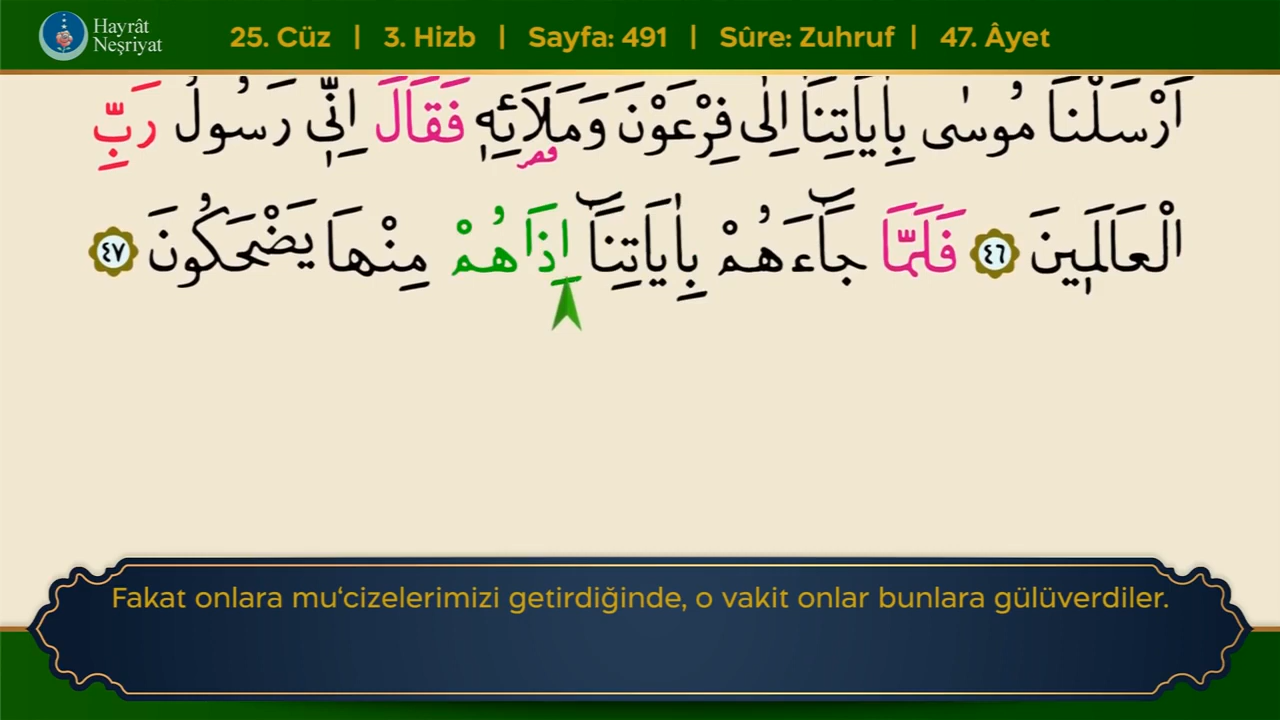 Hayrât
Neşriyat
25. Cüz | 3. Hizb | Sayfa: 491 | Sûre: Zuhruf | 47. Âyet
اَرْسَلْنَا مُوسٰى بِاٰيَاتِنَٓا اِلٰى فِرْعَوْنَ وَمَلَا۬ئِه۪ فَقَالَ اِنّ۪ي رَسُولُ رَبِّ
قصر
الْعَالَم۪ينَ ٤٦ فَلَمَّا جَٓاءَهُمْ بِاٰيَاتِنَٓا اِذَا هُمْ مِنْهَا يَضْحَكُونَ ٤٧
Fakat onlara mu‘cizelerimizi getirdiğinde, o vakit onlar bunlara gülüverdiler.